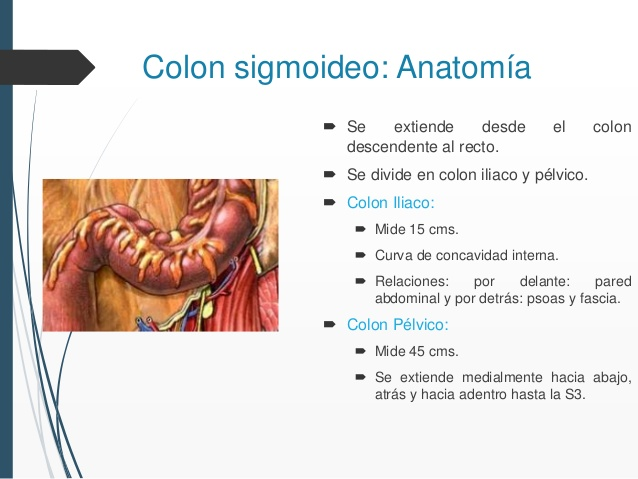 Colon sigmoideo: Anatomía
Se extiende desde el colon
descendente al recto.
Se divide en colon iliaco y pélvico.
Colon Iliaco:
Mide 15 cms.
Curva de concavidad interna.
Relaciones: por delante: pared
abdominal y por detrás: psoas y fascia.
Colon Pélvico:
Mide 45 cms.
Se extiende medialmente hacia abajo,
atrás y hacia adentro hasta la S3.